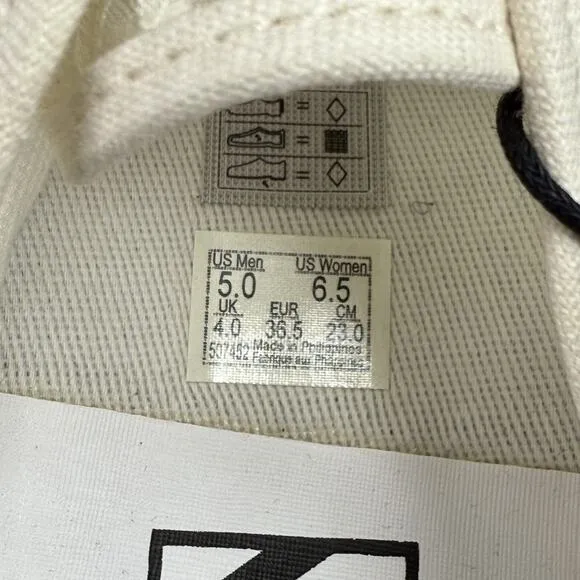 =
=
=
US Men US Women
5.0 6.5
UK EUR CM
4.0 36.5 23.0
507452 Made in Philippines
Fabriqué aux Philippines